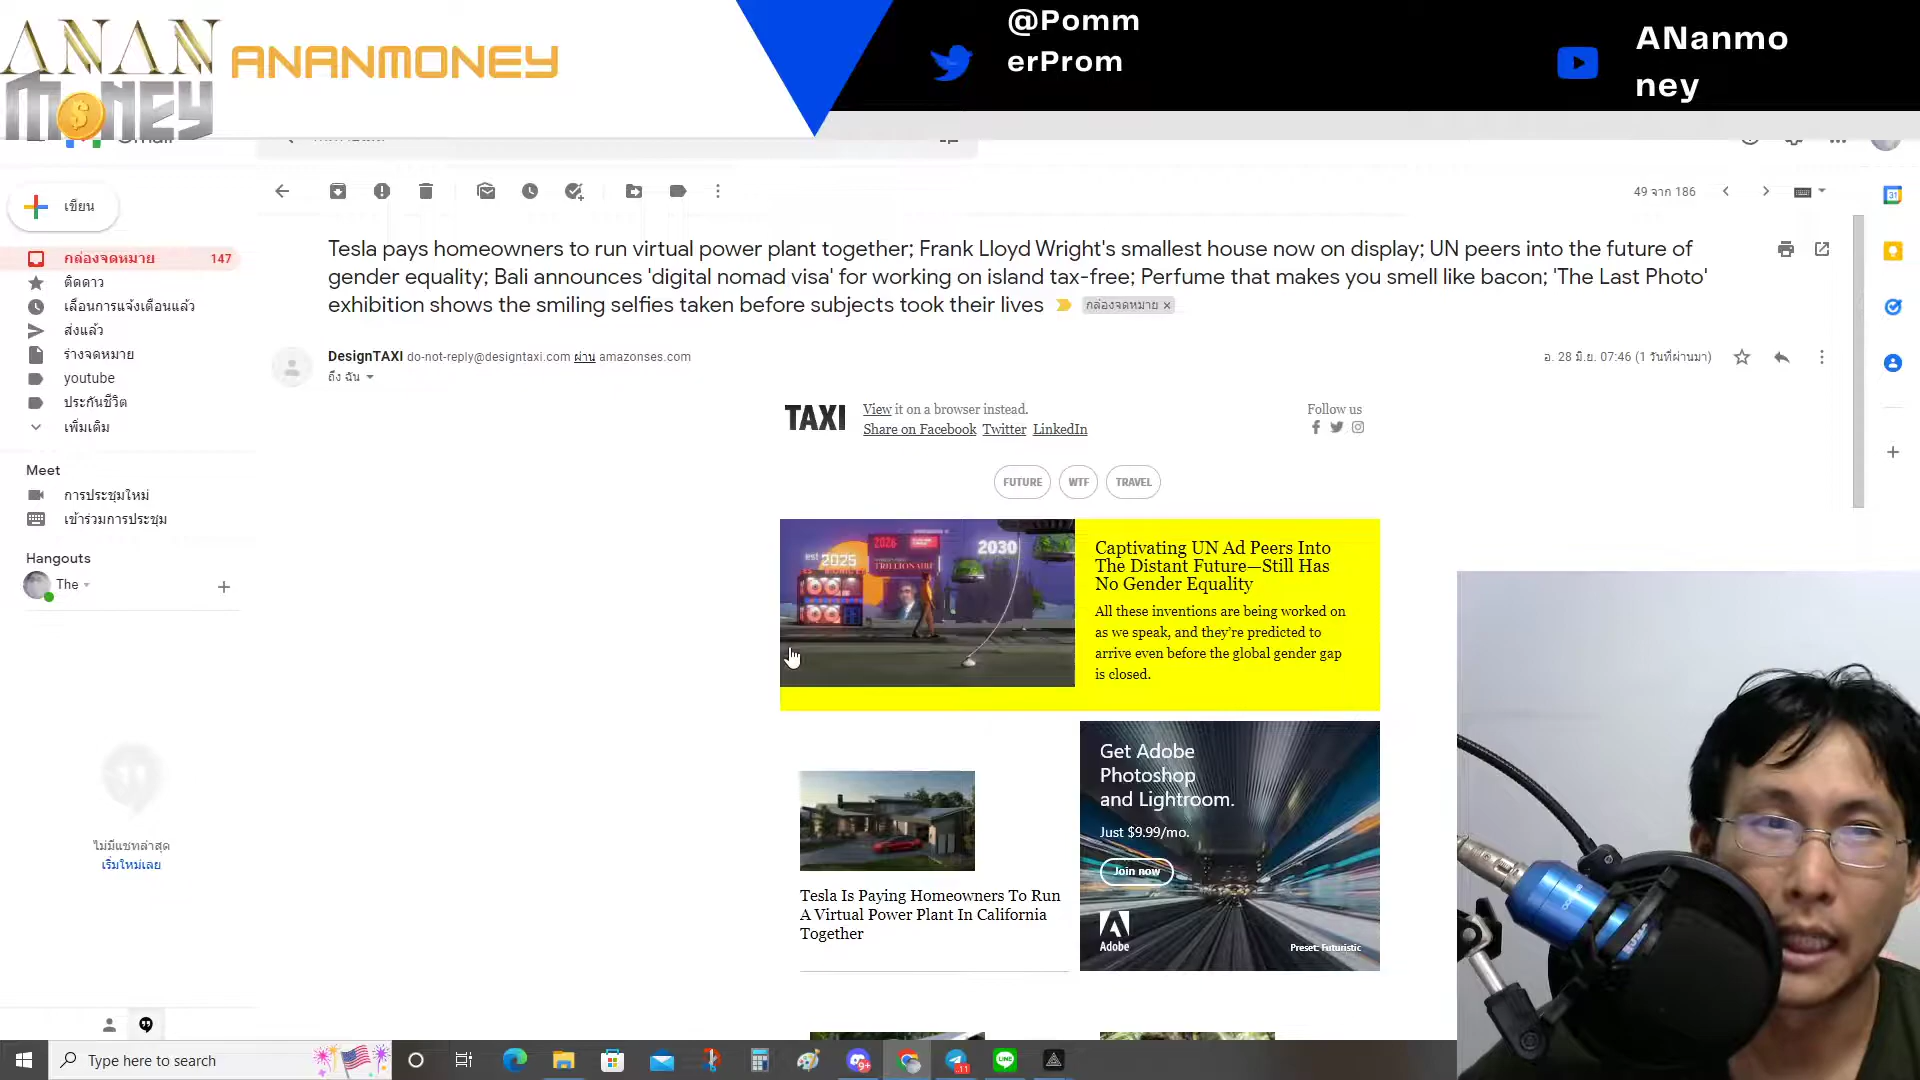 ANAN
MONEY
ANANMONEY
@Pomm
erProm
ANanmo
ney
เขียน
กล่องจดหมาย 147
ติดดาว
เลื่อนการแจ้งเตือนแล้ว
ส่งแล้ว
ร่างจดหมาย
youtube
ประกันชีวิต
เพิ่มเติม
Meet
การประชุมใหม่
เข้าร่วมการประชุม
Hangouts
The
ไม่มีแชทล่าสุด
เริ่มใหม่เลย
49 จาก 186
Tesla pays homeowners to run virtual power plant together; Frank Lloyd Wright's smallest house now on display; UN peers into the future of
gender equality; Bali announces 'digital nomad visa' for working on island tax-free; Perfume that makes you smell like bacon; 'The Last Photo'
exhibition shows the smiling selfies taken before subjects took their lives กล่องจดหมาย ×
DesignTAXI do-not-reply@designtaxi.com ผ่าน amazonses.com
อ. 28 มิ.ย. 07:46 (1 วันที่ผ่านมา)
ถึง ฉัน
TAXI
View it on a browser instead.
Share on Facebook Twitter LinkedIn
Follow us
FUTURE WTF TRAVEL
est 2025
2026
TRILLIONAIRE
2030
Captivating UN Ad Peers Into
The Distant Future—Still Has
No Gender Equality
All these inventions are being worked on
as we speak, and they're predicted to
arrive even before the global gender gap
is closed.
Tesla Is Paying Homeowners To Run
A Virtual Power Plant In California
Together
Get Adobe
Photoshop
and Lightroom.
Just $9.99/mo.
Join now
Adobe
Preset: Futuristic
31
Type here to search
9+
11
LINE